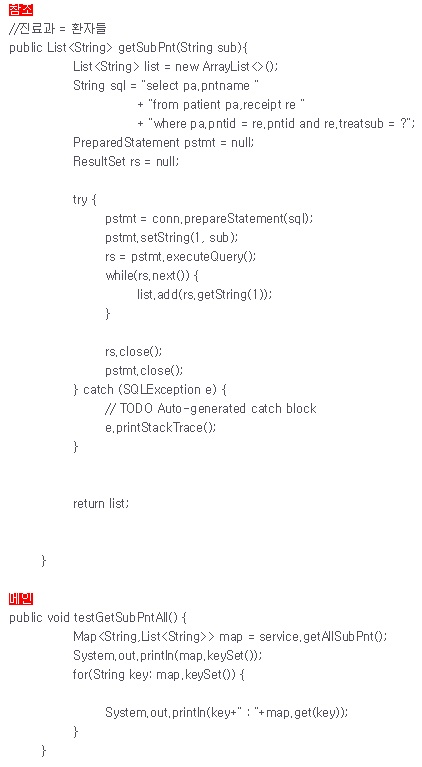 참조
//진료과 = 환자들
public List<String> getSubPnt(String sub){
List<String> list = new ArrayList<>();
String sql = "select pa.pntname "
+ "from patient pa,receipt re "
+ "where pa.pntid = re.pntid and re.treatsub = ?";
PreparedStatement pstmt = null;
ResultSet rs = null;
try {
pstmt = conn.prepareStatement(sql);
pstmt.setString(1, sub);
rs = pstmt.executeQuery();
while(rs.next()) {
list.add(rs.getString(1));
}
rs.close();
pstmt.close();
} catch (SQLException e) {
// TODO Auto-generated catch block
e.printStackTrace();
}
return list;
}
메인
public void testGetSubPntAll() {
Map<String,List<String>> map = service.getAllSubPnt();
System.out.println(map.keySet());
for(String key: map.keySet()) {
System.out.println(key+" : "+map.get(key));
}
}